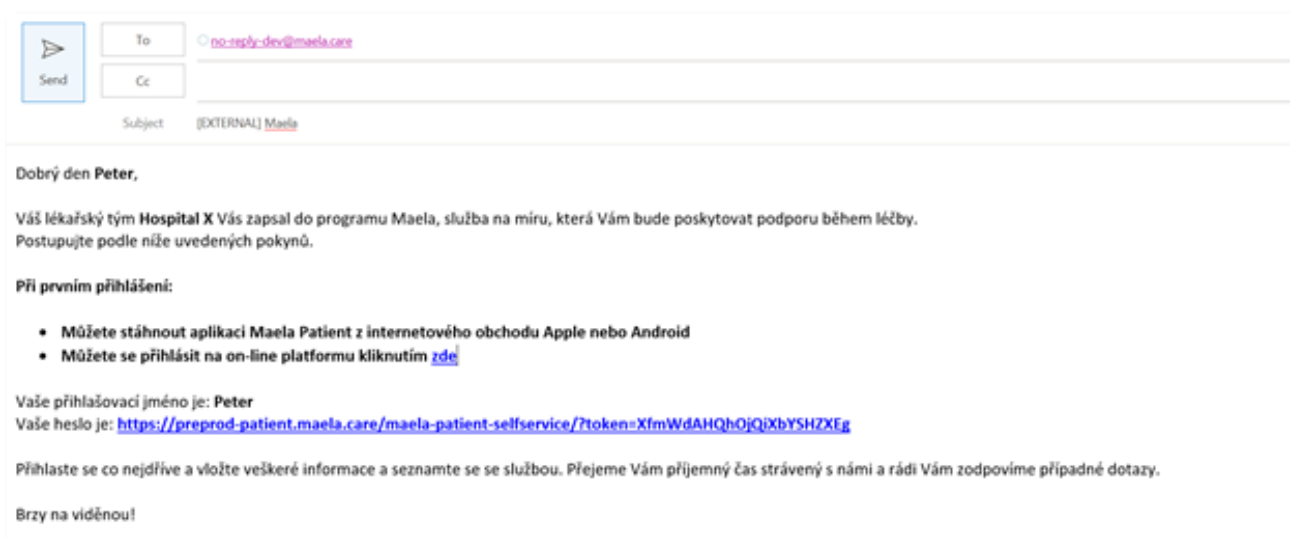 To
no-reply-dev@maela.care
Send
Cc
Subject
[EXTERNAL] Maela
Dobrý den Peter,
Váš lékařský tým Hospital X Vás zapsal do programu Maela, služba na míru, která Vám bude poskytovat podporu během léčby.
Postupujte podle níže uvedených pokynů.
Při prvním přihlášení:
• Můžete stáhnout aplikaci Maela Patient z internetového obchodu Apple nebo Android
• Můžete se přihlásit na on-line platformu kliknutím zde
Vaše přihlašovací jméno je: Peter
Vaše heslo je: https://preprod-patient.maela.care/maela-patient-selfservice/?token=XfmWdAHQhOjQiXbYSHZXEg
Přihlaste se co nejdříve a vložte veškeré informace a seznamte se se službou. Přejeme Vám příjemný čas strávený s námi a rádi Vám zodpovíme případné dotazy.
Brzy na viděnou!